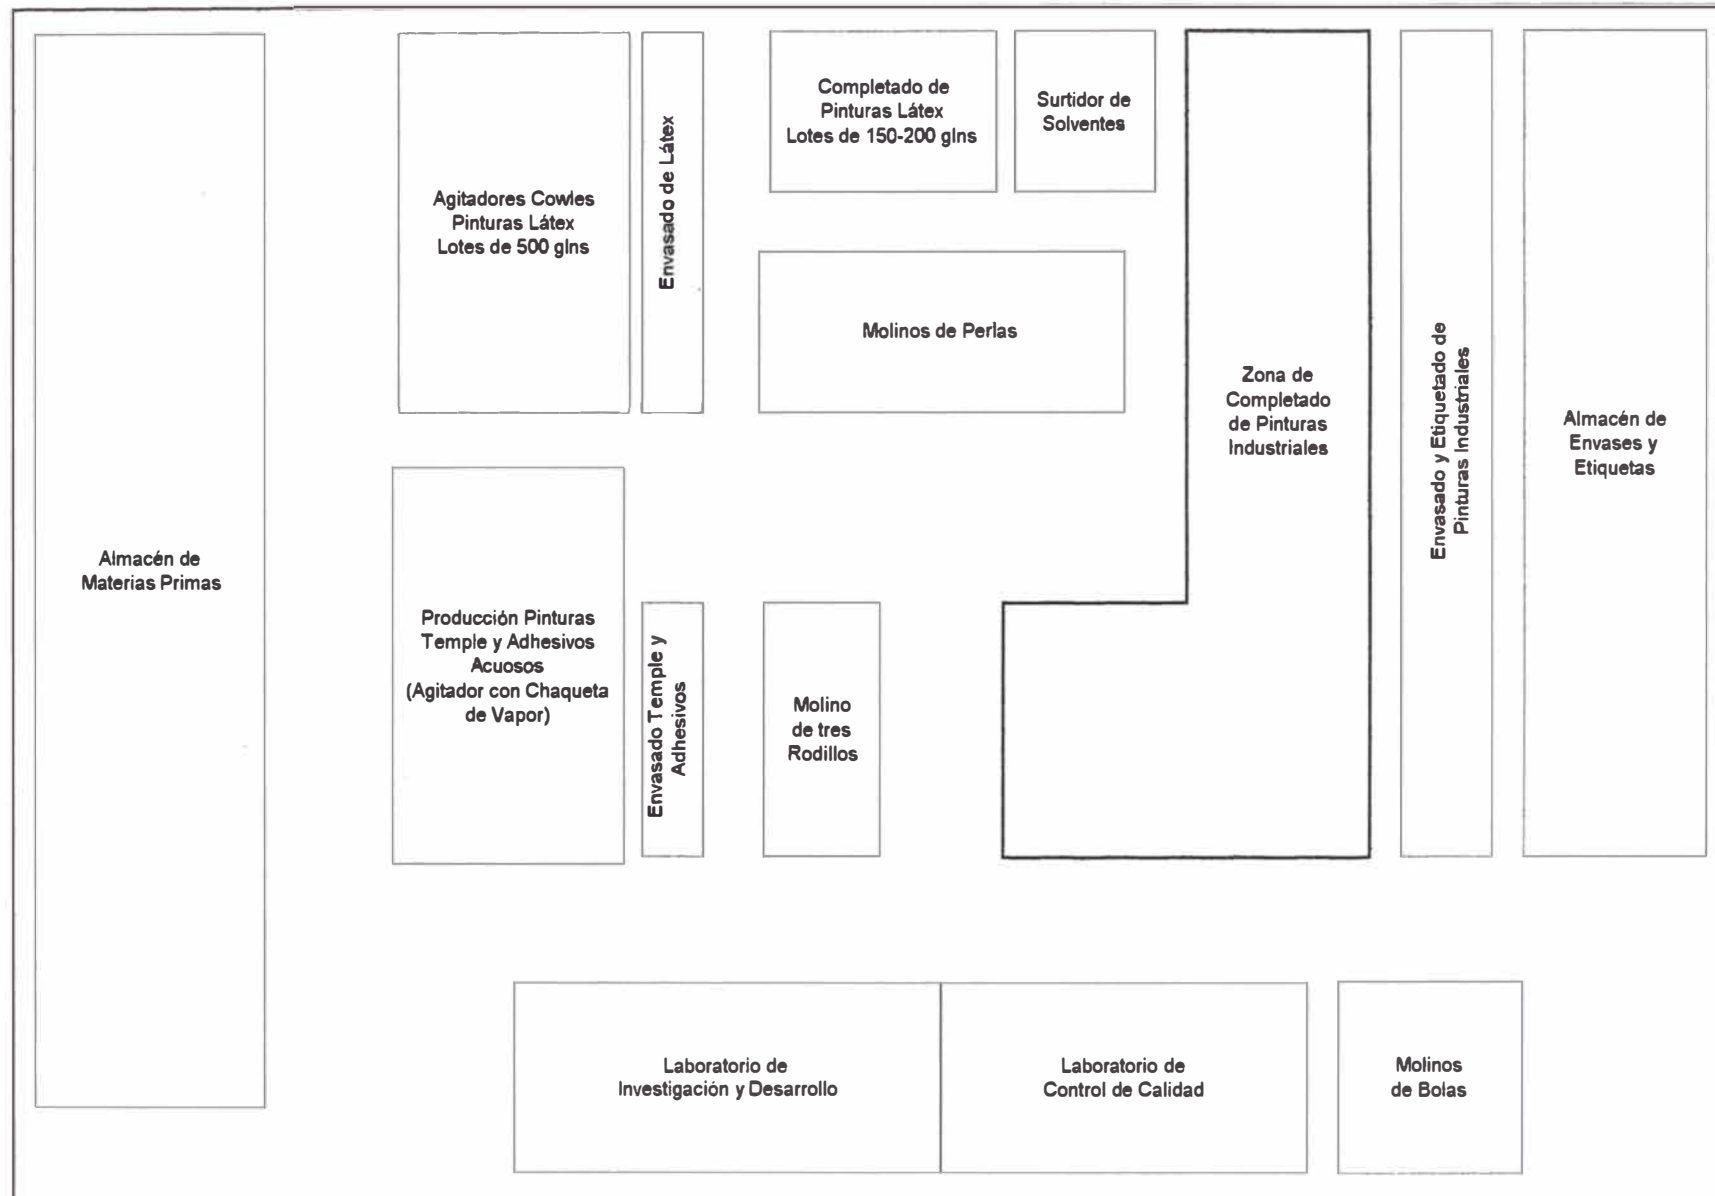 Almacén de
Materias Primas
Agitadores Cowles
Pinturas Látex
Lotes de 500 glns
Envasado de Látex
Completado de
Pinturas Látex
Lotes de 150-200 glns
Surtidor de
Solventes
Molinos de Perlas
Zona de
Completado
de Pinturas
Industriales
Envasado y Etiquetado de
Pinturas Industriales
Almacén de
Envases y
Etiquetas
Producción Pinturas
Temple y Adhesivos
Acuosos
(Agitador con Chaqueta
de Vapor)
Envasado Temple y
Adhesivos
Molino
de tres
Rodillos
Laboratorio de
Investigación y Desarrollo
Laboratorio de
Control de Calidad
Molinos
de Bolas